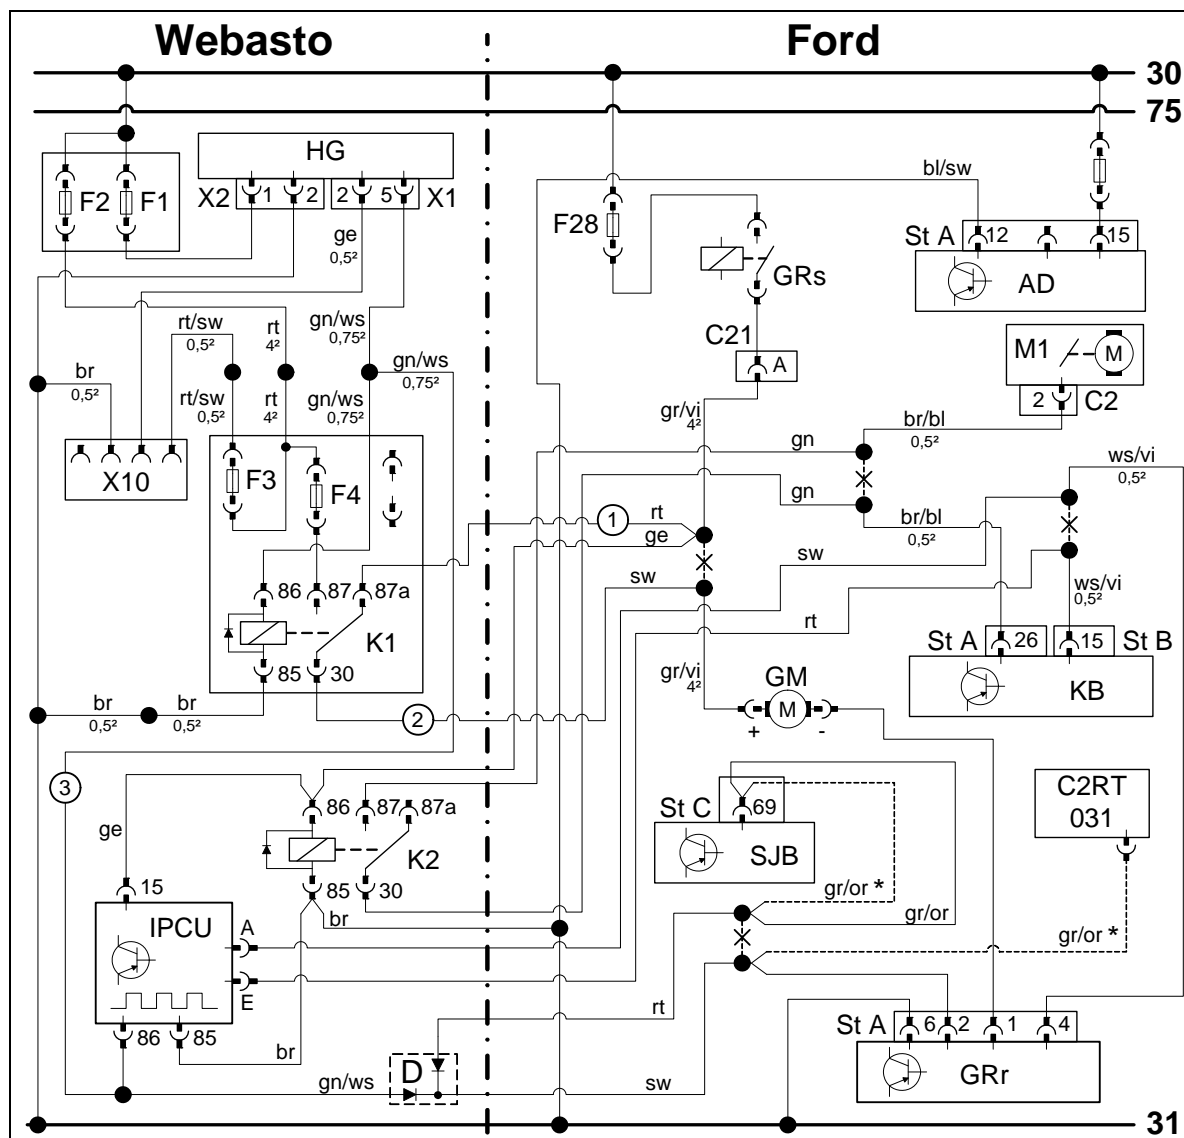 Webasto
Ford
30
75
HG
F2
F1
X2
1
2
2
5
X1
F28
bl/sw
St A
12
15
AD
GRs
ge
0,5²
rt/sw
0,5²
rt
4²
gn/ws
0,75²
C21
A
M1
M
2
C2
br
0,5²
gn/ws
0,75²
rt/sw
0,5²
rt
4²
gn/ws
0,75²
gr/vi
4²
br/bl
0,5²
gn
ws/vi
0,5²
X10
F3
F4
gn
1
rt
ge
br/bl
0,5²
sw
sw
86
87
87a
ws/vi
0,5²
rt
K1
St A
26
15
St B
85
30
gr/vi
4²
GM
M
+
-
KB
br
0,5²
br
0,5²
2
3
C2RT
031
86
87
87a
St C
69
ge
K2
SJB
15
85
30
gr/or *
IPCU
A
br
gr/or
gr/or *
E
rt
St A
6
2
1
4
86
85
br
D
gn/ws
sw
GRr
31